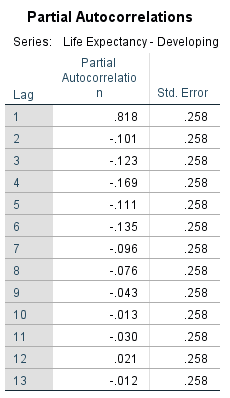 Partial Autocorrelations
Series: Life Expectancy - Developing
Partial
Autocorrelatio
n
Lag Std. Error
1 .818 .258
2 -.101 .258
3 -.123 .258
4 -.169 .258
5 -.111 .258
6 -.135 .258
7 -.096 .258
8 -.076 .258
9 -.043 .258
10 -.013 .258
11 -.030 .258
12 .021 .258
13 -.012 .258